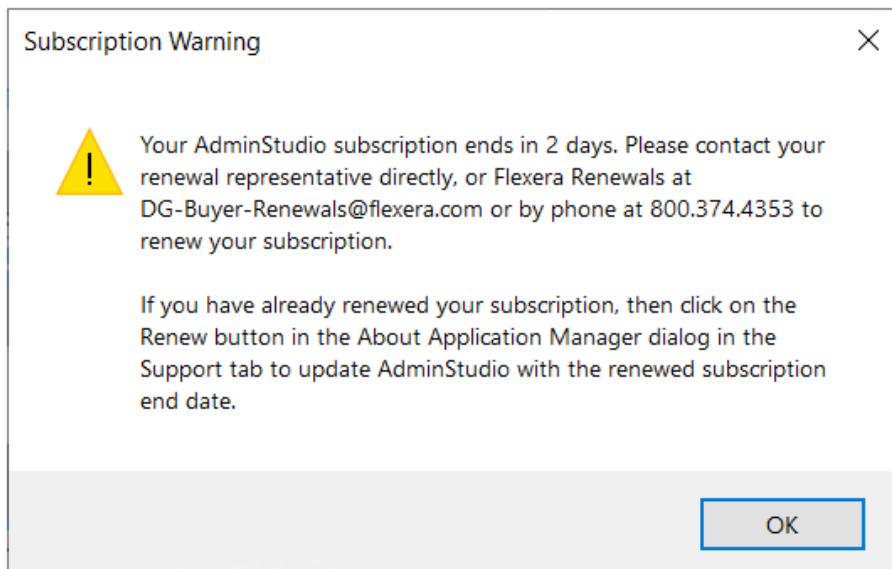 Subscription Warning
Your AdminStudio subscription ends in 2 days. Please contact your
renewal representative directly, or Flexera Renewals at
DG-Buyer-Renewals@flexera.com or by phone at 800.374.4353 to
renew your subscription.
If you have already renewed your subscription, then click on the
Renew button in the About Application Manager dialog in the
Support tab to update AdminStudio with the renewed subscription
end date.
OK